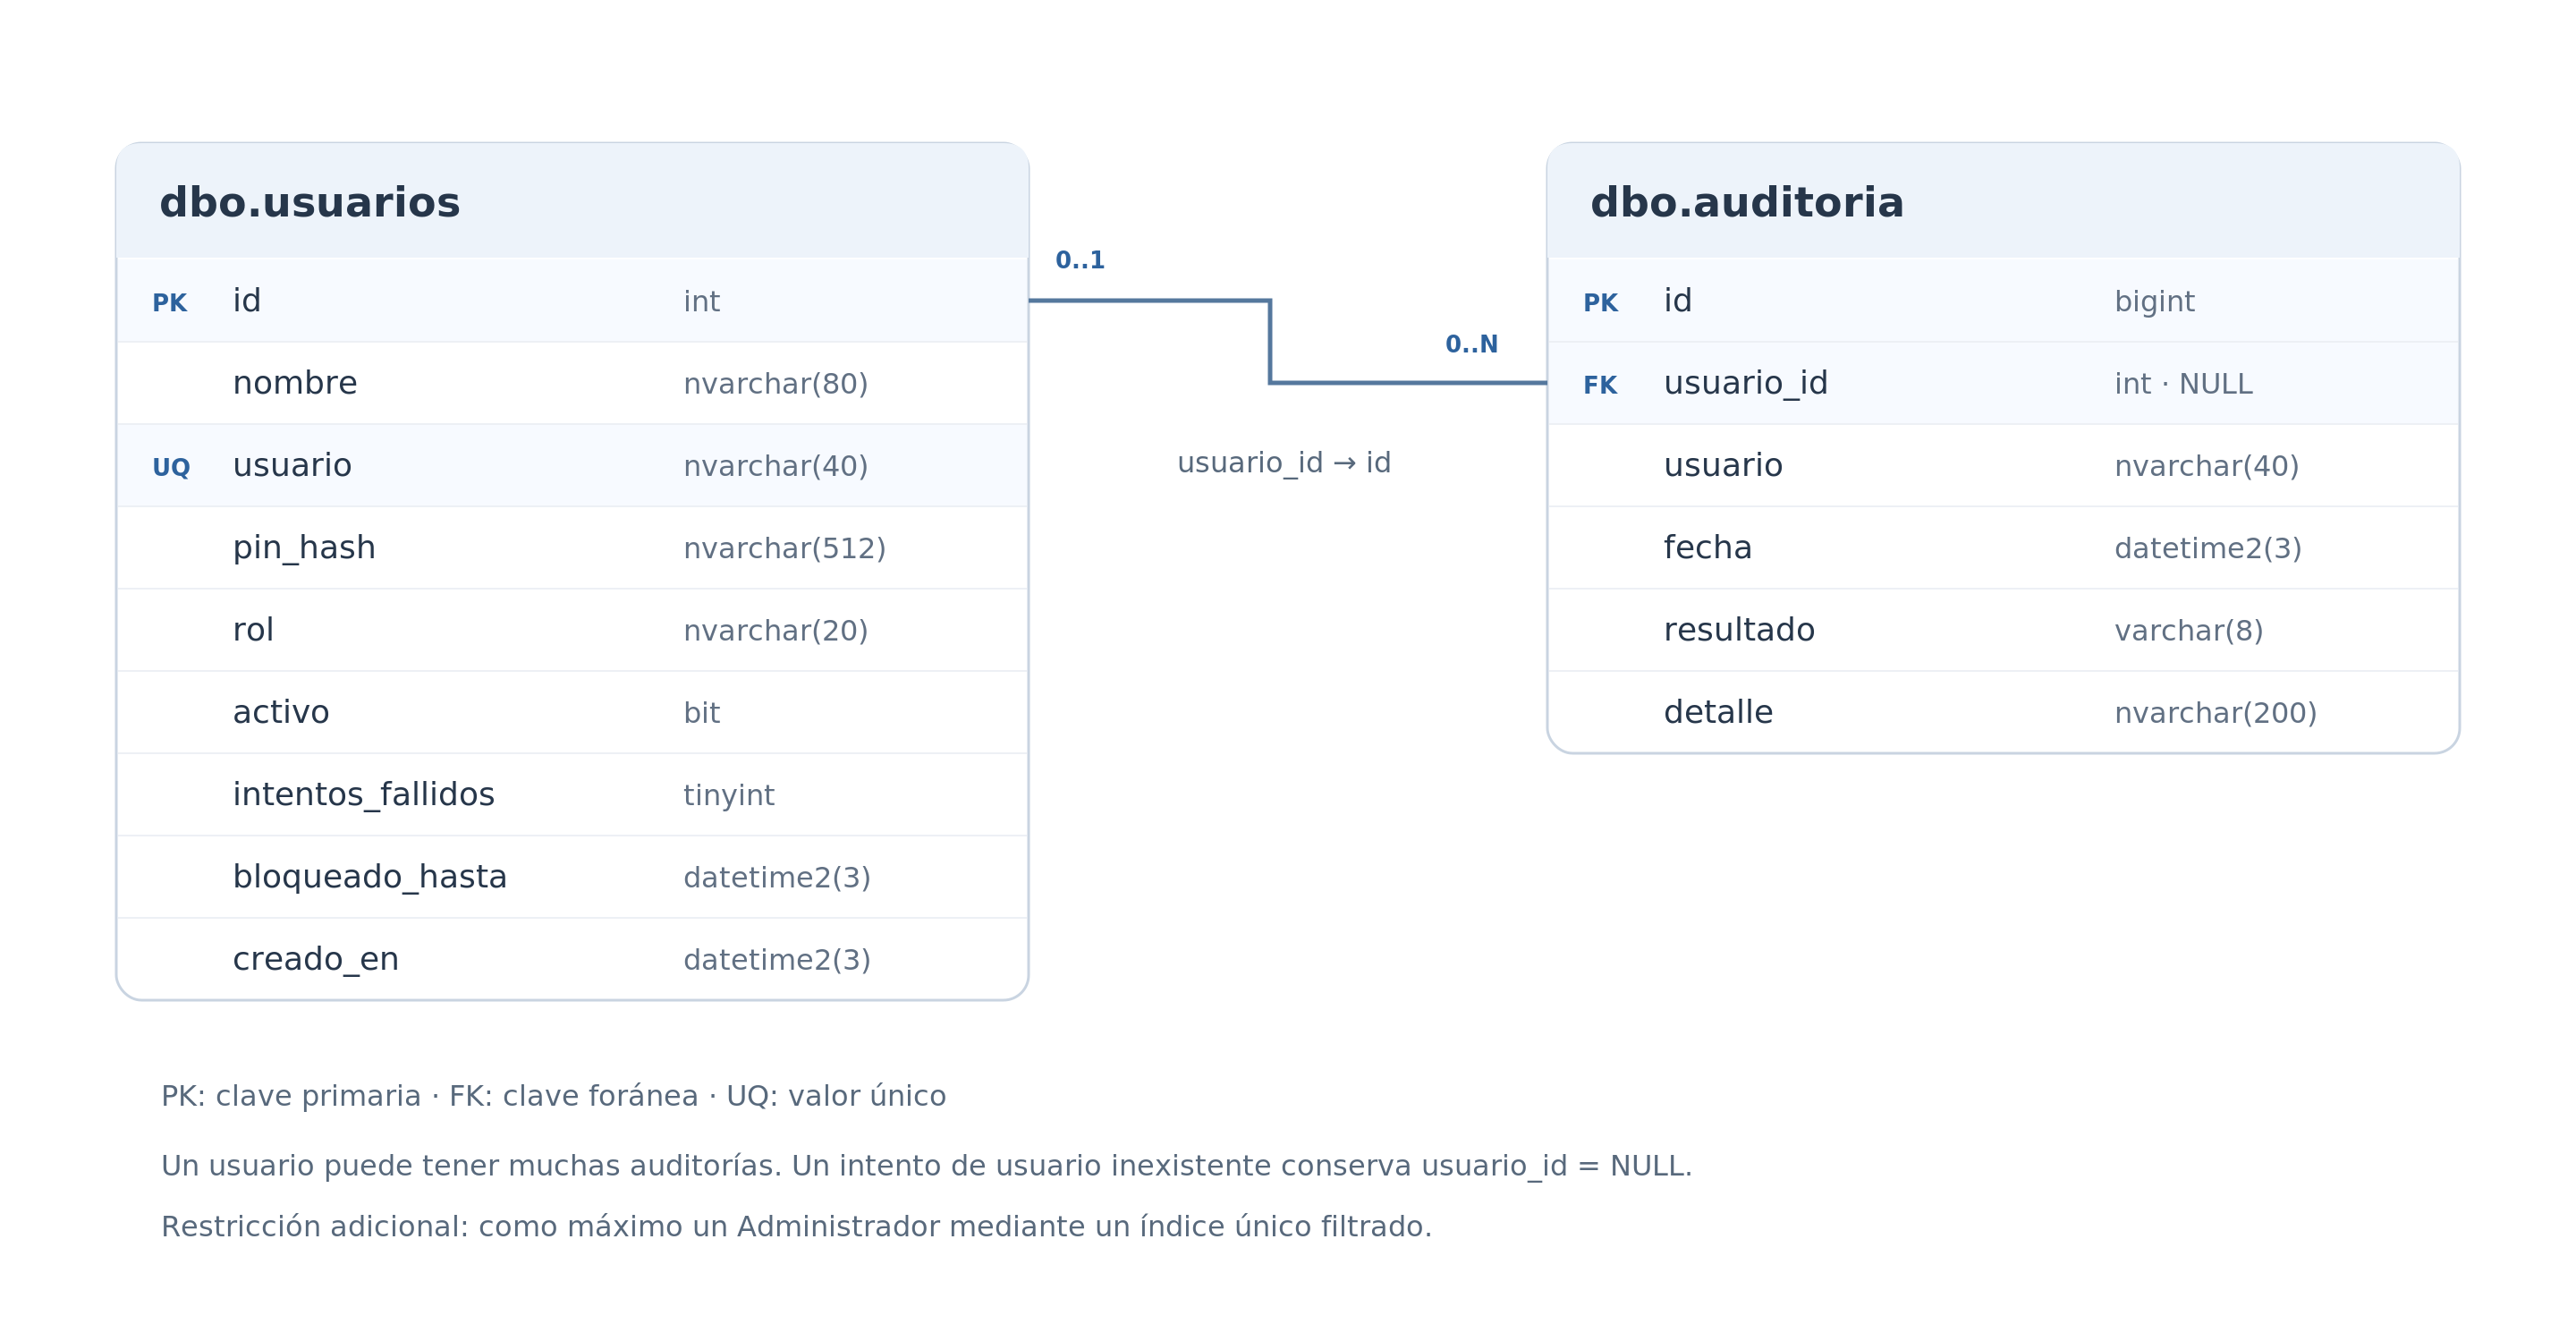 dbo.usuarios
PK id int
nombre nvarchar(80)
UQ usuario nvarchar(40)
pin_hash nvarchar(512)
rol nvarchar(20)
activo bit
intentos_fallidos tinyint
bloqueado_hasta datetime2(3)
creado_en datetime2(3)
0..1
0..N
usuario_id → id
dbo.auditoria
PK id bigint
FK usuario_id int · NULL
usuario nvarchar(40)
fecha datetime2(3)
resultado varchar(8)
detalle nvarchar(200)
PK: clave primaria · FK: clave foránea · UQ: valor único
Un usuario puede tener muchas auditorías. Un intento de usuario inexistente conserva usuario_id = NULL.
Restricción adicional: como máximo un Administrador mediante un índice único filtrado.